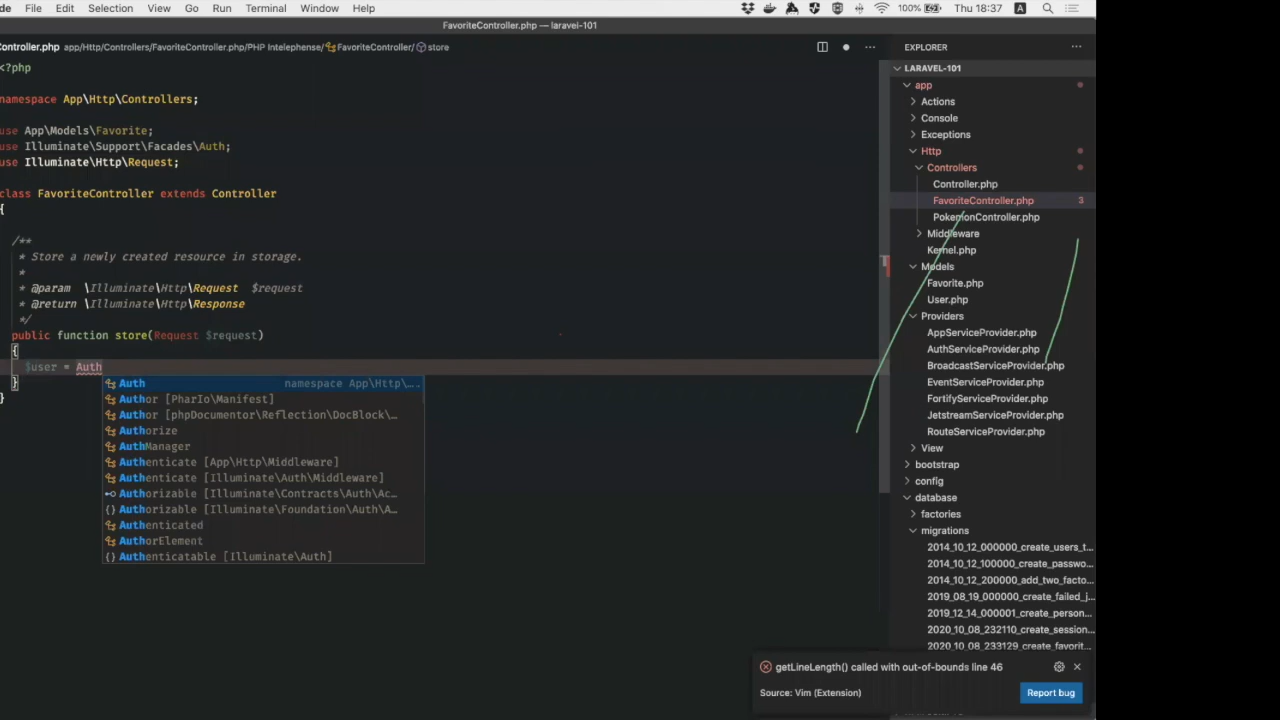 de File Edit Selection View Go Run Terminal Window Help 100% Thu 18:37 A
FavoriteController.php — laravel-101
Controller.php app/Http/Controllers/FavoriteController.php/PHP Intelephense/FavoriteController/store
<?php
namespace App\Http\Controllers;
use App\Models\Favorite;
use Illuminate\Support\Facades\Auth;
use Illuminate\Http\Request;
class FavoriteController extends Controller
{
/**
* Store a newly created resource in storage.
*
* @param \Illuminate\Http\Request $request
* @return \Illuminate\Http\Response
*/
public function store(Request $request)
{
$user = Auth
}
}
Auth namespace App\Http\...
Author [PharIo\Manifest]
Author [phpDocumentor\Reflection\DocBlock\...
Authorize
AuthManager
Authenticate [App\Http\Middleware]
Authenticate [Illuminate\Auth\Middleware]
Authorizable [Illuminate\Contracts\Auth\Ac...
Authorizable [Illuminate\Foundation\Auth\A...
Authenticated
AuthorElement
Authenticatable [Illuminate\Auth]
EXPLORER
LARAVEL-101
app
Actions
Console
Exceptions
Http
Controllers
Controller.php
FavoriteController.php 3
PokemonController.php
Middleware
Kernel.php
Models
Favorite.php
User.php
Providers
AppServiceProvider.php
AuthServiceProvider.php
BroadcastServiceProvider.php
EventServiceProvider.php
FortifyServiceProvider.php
JetstreamServiceProvider.php
RouteServiceProvider.php
View
bootstrap
config
database
factories
migrations
2014_10_12_000000_create_users_t...
2014_10_12_100000_create_passwo...
2014_10_12_200000_add_two_facto...
2019_08_19_000000_create_failed_j...
2019_12_14_000001_create_person...
2020_10_08_232110_create_session...
2020_10_08_233129_create_favorit...
getLineLength() called with out-of-bounds line 46
Source: Vim (Extension)
Report bug